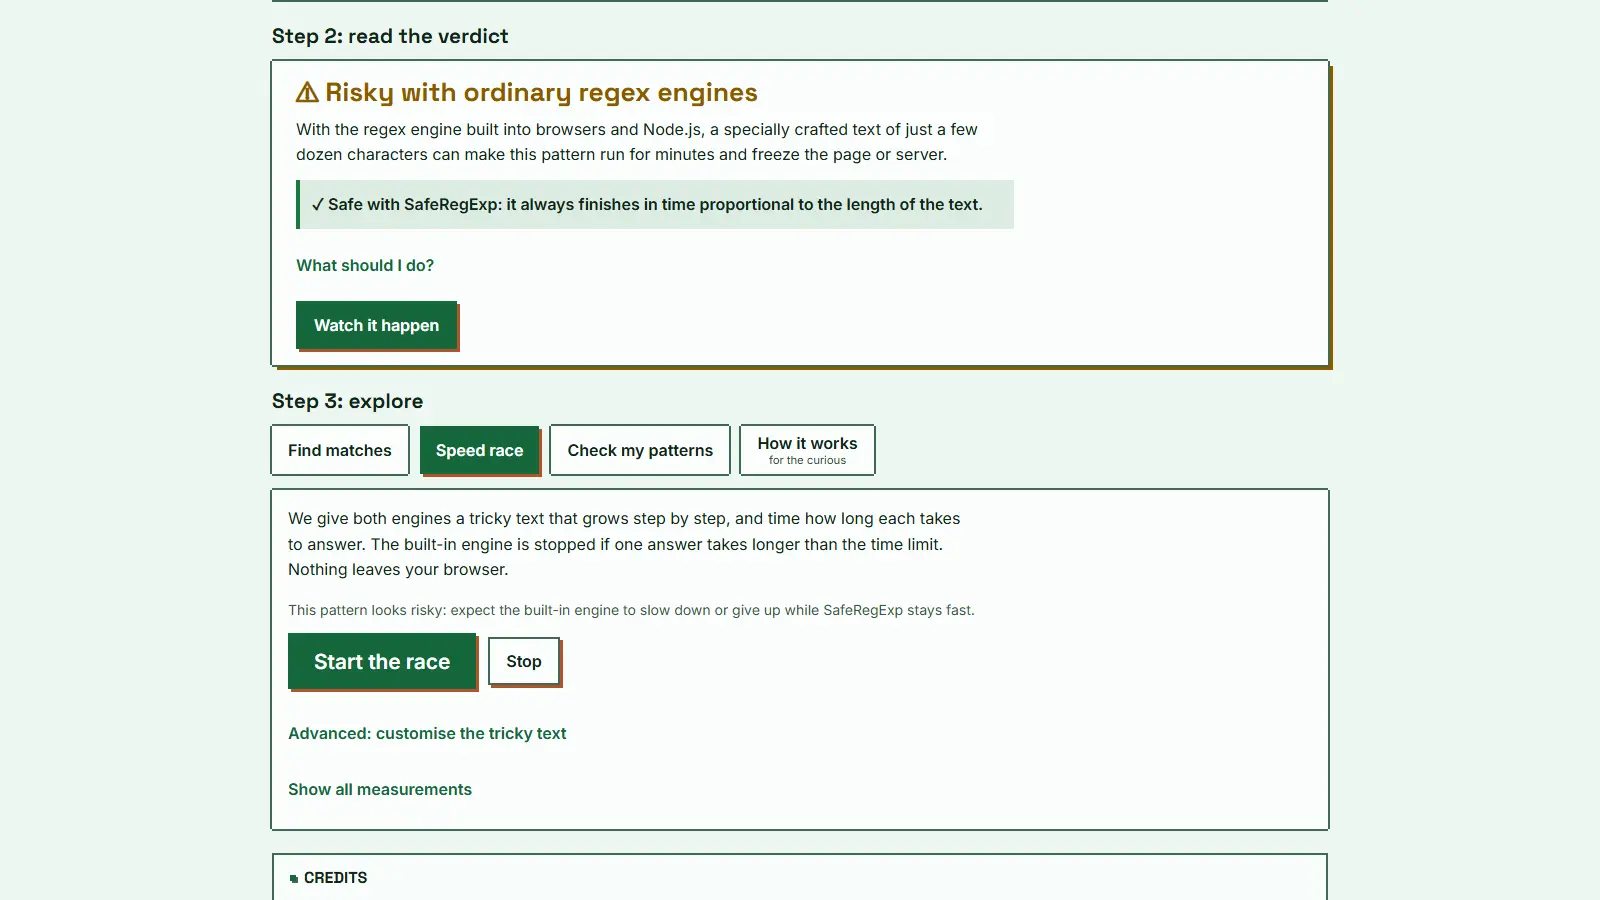 Step 2: read the verdict
⚠ Risky with ordinary regex engines
With the regex engine built into browsers and Node.js, a specially crafted text of just a few
dozen characters can make this pattern run for minutes and freeze the page or server.
✓ Safe with SafeRegExp: it always finishes in time proportional to the length of the text.
What should I do?
Watch it happen
Step 3: explore
Find matches
Speed race
Check my patterns
How it works
for the curious
We give both engines a tricky text that grows step by step, and time how long each takes
to answer. The built-in engine is stopped if one answer takes longer than the time limit.
Nothing leaves your browser.
This pattern looks risky: expect the built-in engine to slow down or give up while SafeRegExp stays fast.
Start the race
Stop
Advanced: customise the tricky text
Show all measurements
CREDITS